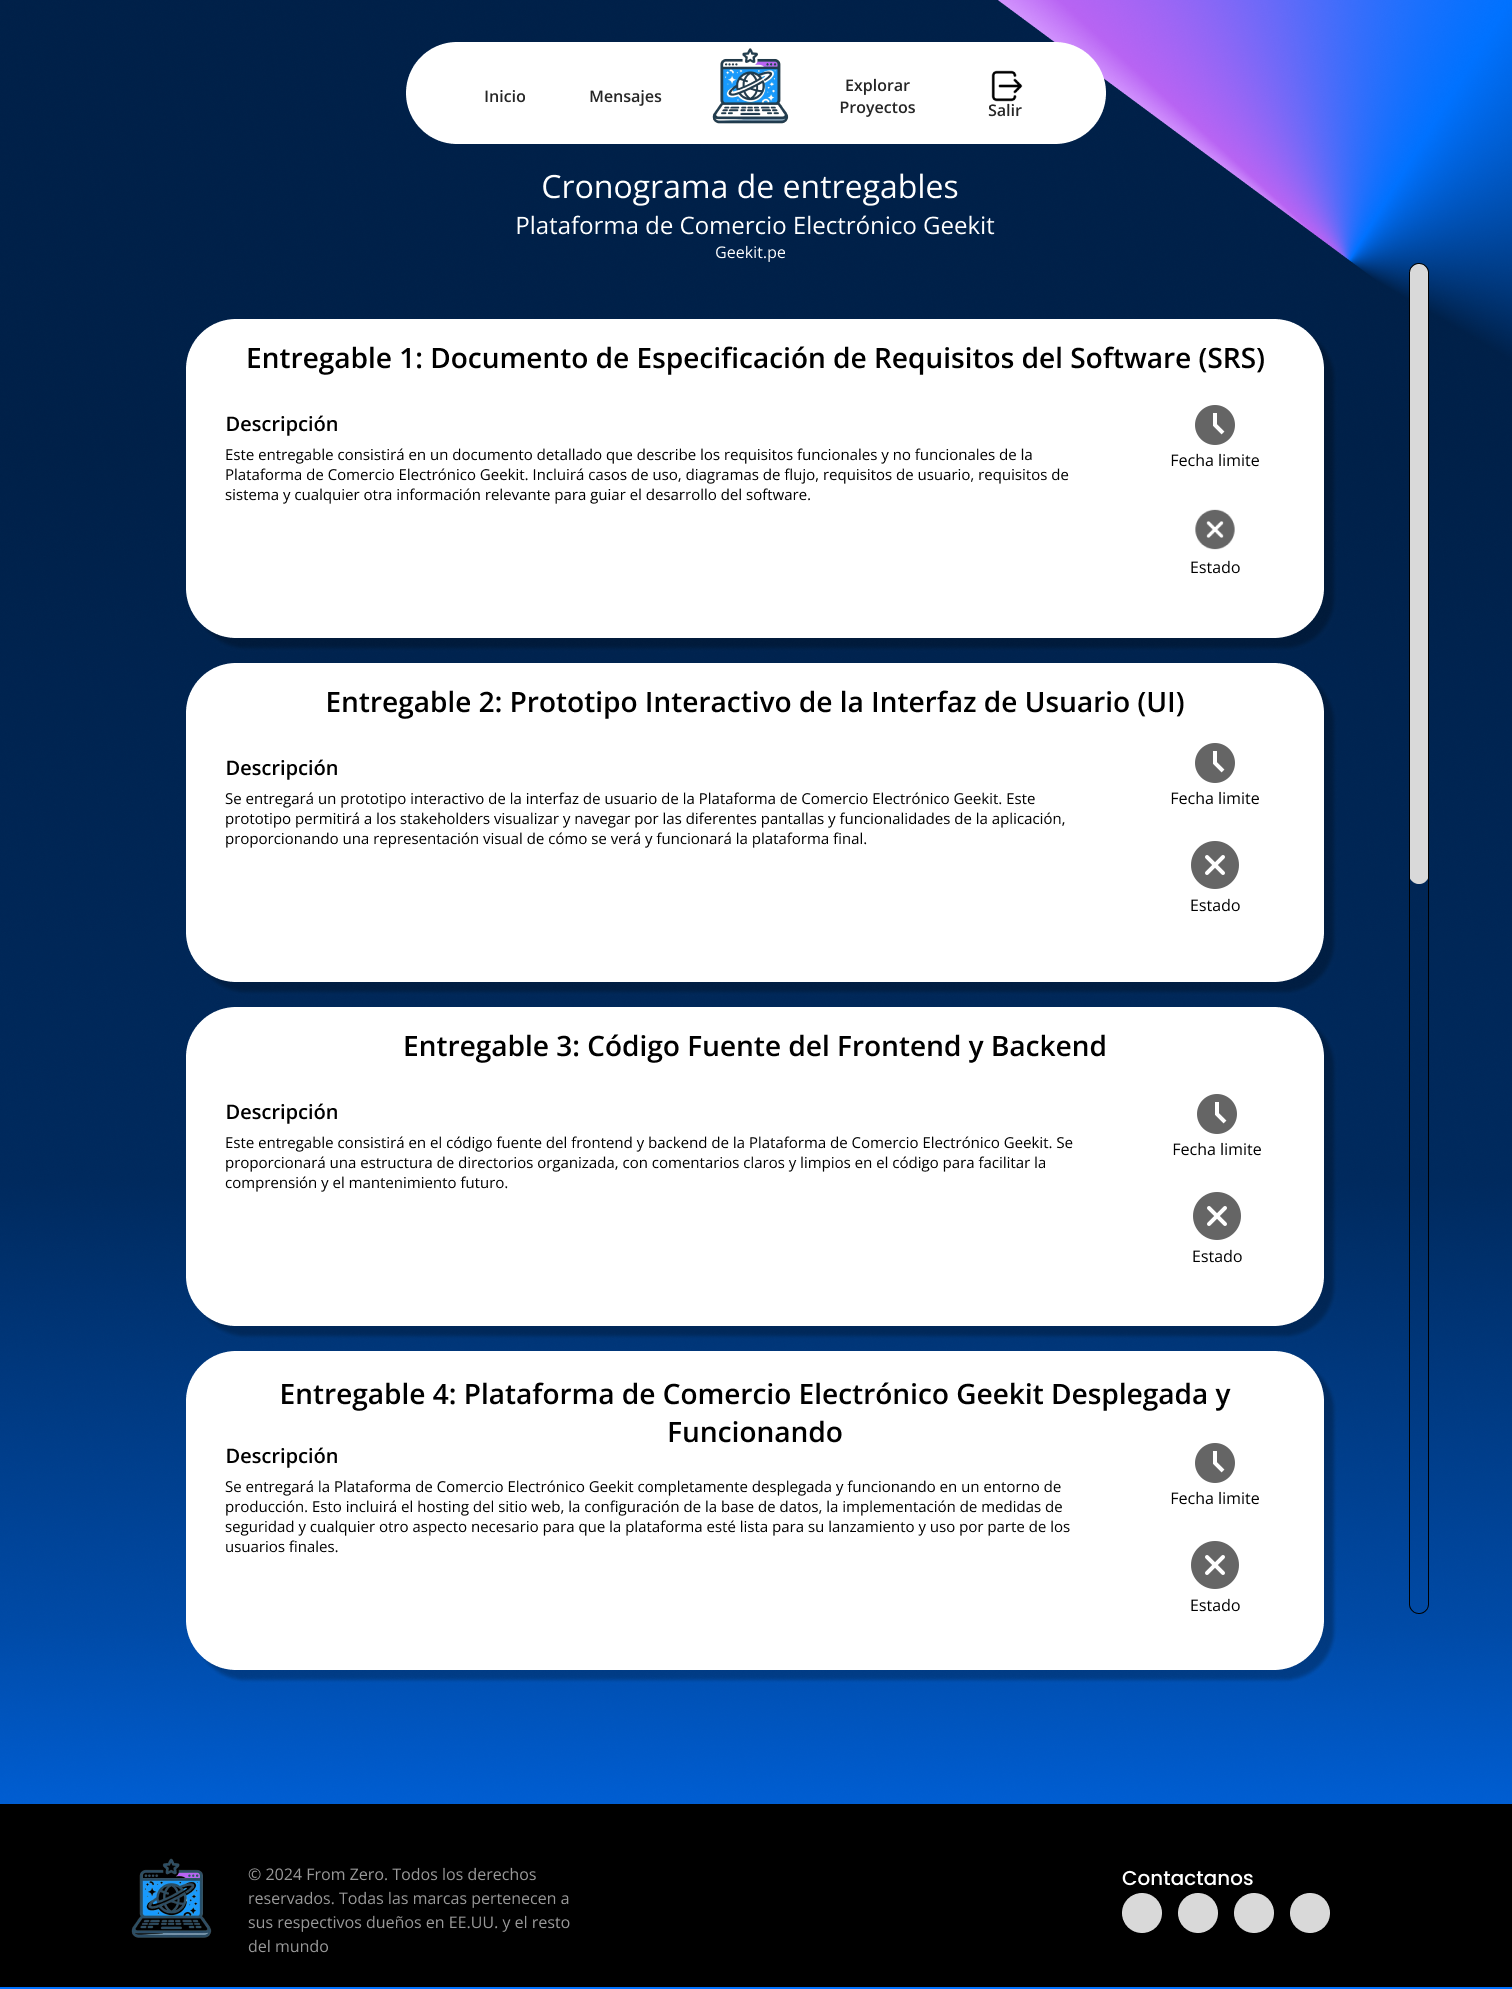 Inicio
Mensajes
Explorar
Proyectos
Salir
Cronograma de entregables
Plataforma de Comercio Electrónico Geekit
Geekit.pe
Entregable 1: Documento de Especificación de Requisitos del Software (SRS)
Descripción
Este entregable consistirá en un documento detallado que describe los requisitos funcionales y no funcionales de la
Plataforma de Comercio Electrónico Geekit. Incluirá casos de uso, diagramas de flujo, requisitos de usuario, requisitos de
sistema y cualquier otra información relevante para guiar el desarrollo del software.
Fecha limite
Estado
Entregable 2: Prototipo Interactivo de la Interfaz de Usuario (UI)
Descripción
Se entregará un prototipo interactivo de la interfaz de usuario de la Plataforma de Comercio Electrónico Geekit. Este
prototipo permitirá a los stakeholders visualizar y navegar por las diferentes pantallas y funcionalidades de la aplicación,
proporcionando una representación visual de cómo se verá y funcionará la plataforma final.
Fecha limite
Estado
Entregable 3: Código Fuente del Frontend y Backend
Descripción
Este entregable consistirá en el código fuente del frontend y backend de la Plataforma de Comercio Electrónico Geekit. Se
proporcionará una estructura de directorios organizada, con comentarios claros y limpios en el código para facilitar la
comprensión y el mantenimiento futuro.
Fecha limite
Estado
Entregable 4: Plataforma de Comercio Electrónico Geekit Desplegada y
Funcionando
Descripción
Se entregará la Plataforma de Comercio Electrónico Geekit completamente desplegada y funcionando en un entorno de
producción. Esto incluirá el hosting del sitio web, la configuración de la base de datos, la implementación de medidas de
seguridad y cualquier otro aspecto necesario para que la plataforma esté lista para su lanzamiento y uso por parte de los
usuarios finales.
Fecha limite
Estado
© 2024 From Zero. Todos los derechos
reservados. Todas las marcas pertenecen a
sus respectivos dueños en EE.UU. y el resto
del mundo
Contactanos